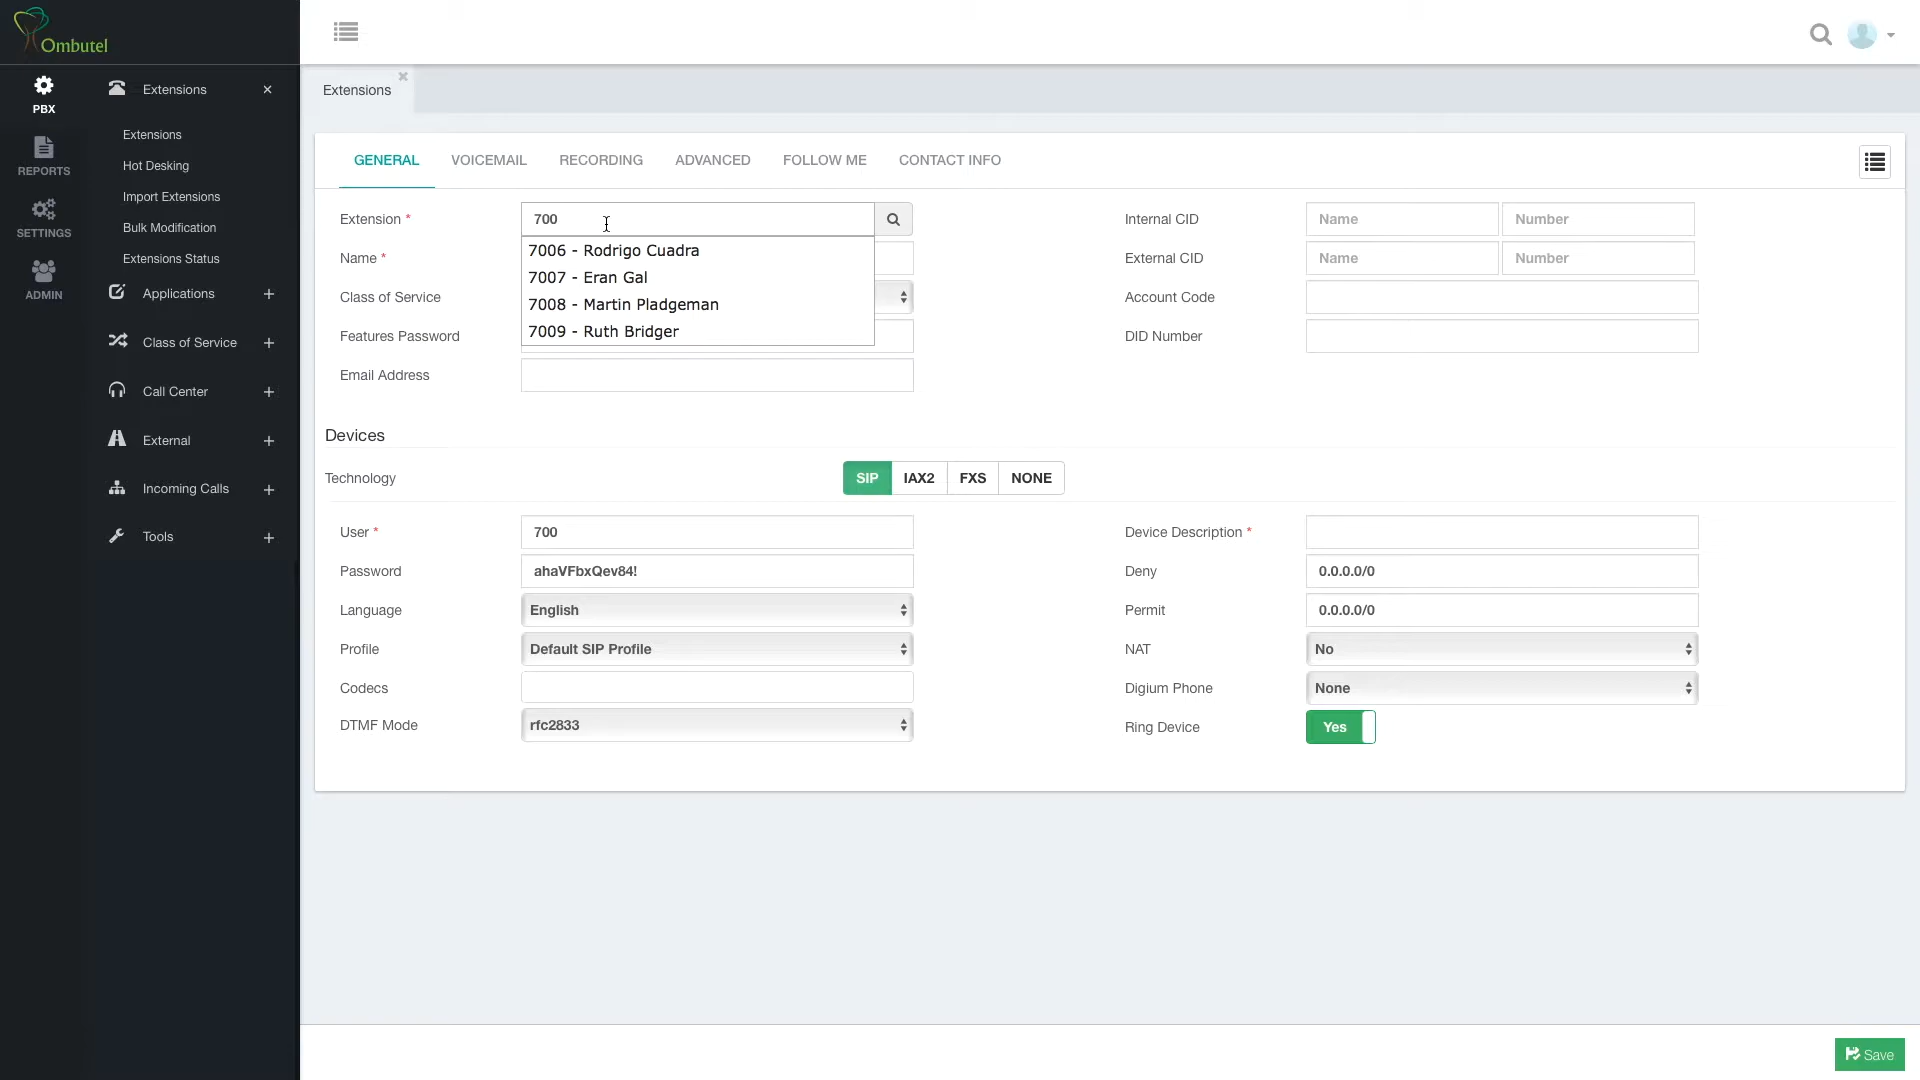 Ombutel
PBX
REPORTS
SETTINGS
ADMIN
Extensions
Extensions
Hot Desking
Import Extensions
Bulk Modification
Extensions Status
Applications
Class of Service
Call Center
External
Incoming Calls
Tools
Extensions
GENERAL VOICEMAIL RECORDING ADVANCED FOLLOW ME CONTACT INFO
Extension * 700
7006 - Rodrigo Cuadra
7007 - Eran Gal
7008 - Martin Pladgeman
7009 - Ruth Bridger
Name *
Class of Service
Features Password
Email Address
Internal CID Name Number
External CID Name Number
Account Code
DID Number
Devices
Technology SIP IAX2 FXS NONE
User * 700
Password ahaVFbxQev84!
Language English
Profile Default SIP Profile
Codecs
DTMF Mode rfc2833
Device Description *
Deny 0.0.0.0/0
Permit 0.0.0.0/0
NAT No
Digium Phone None
Ring Device Yes
Save